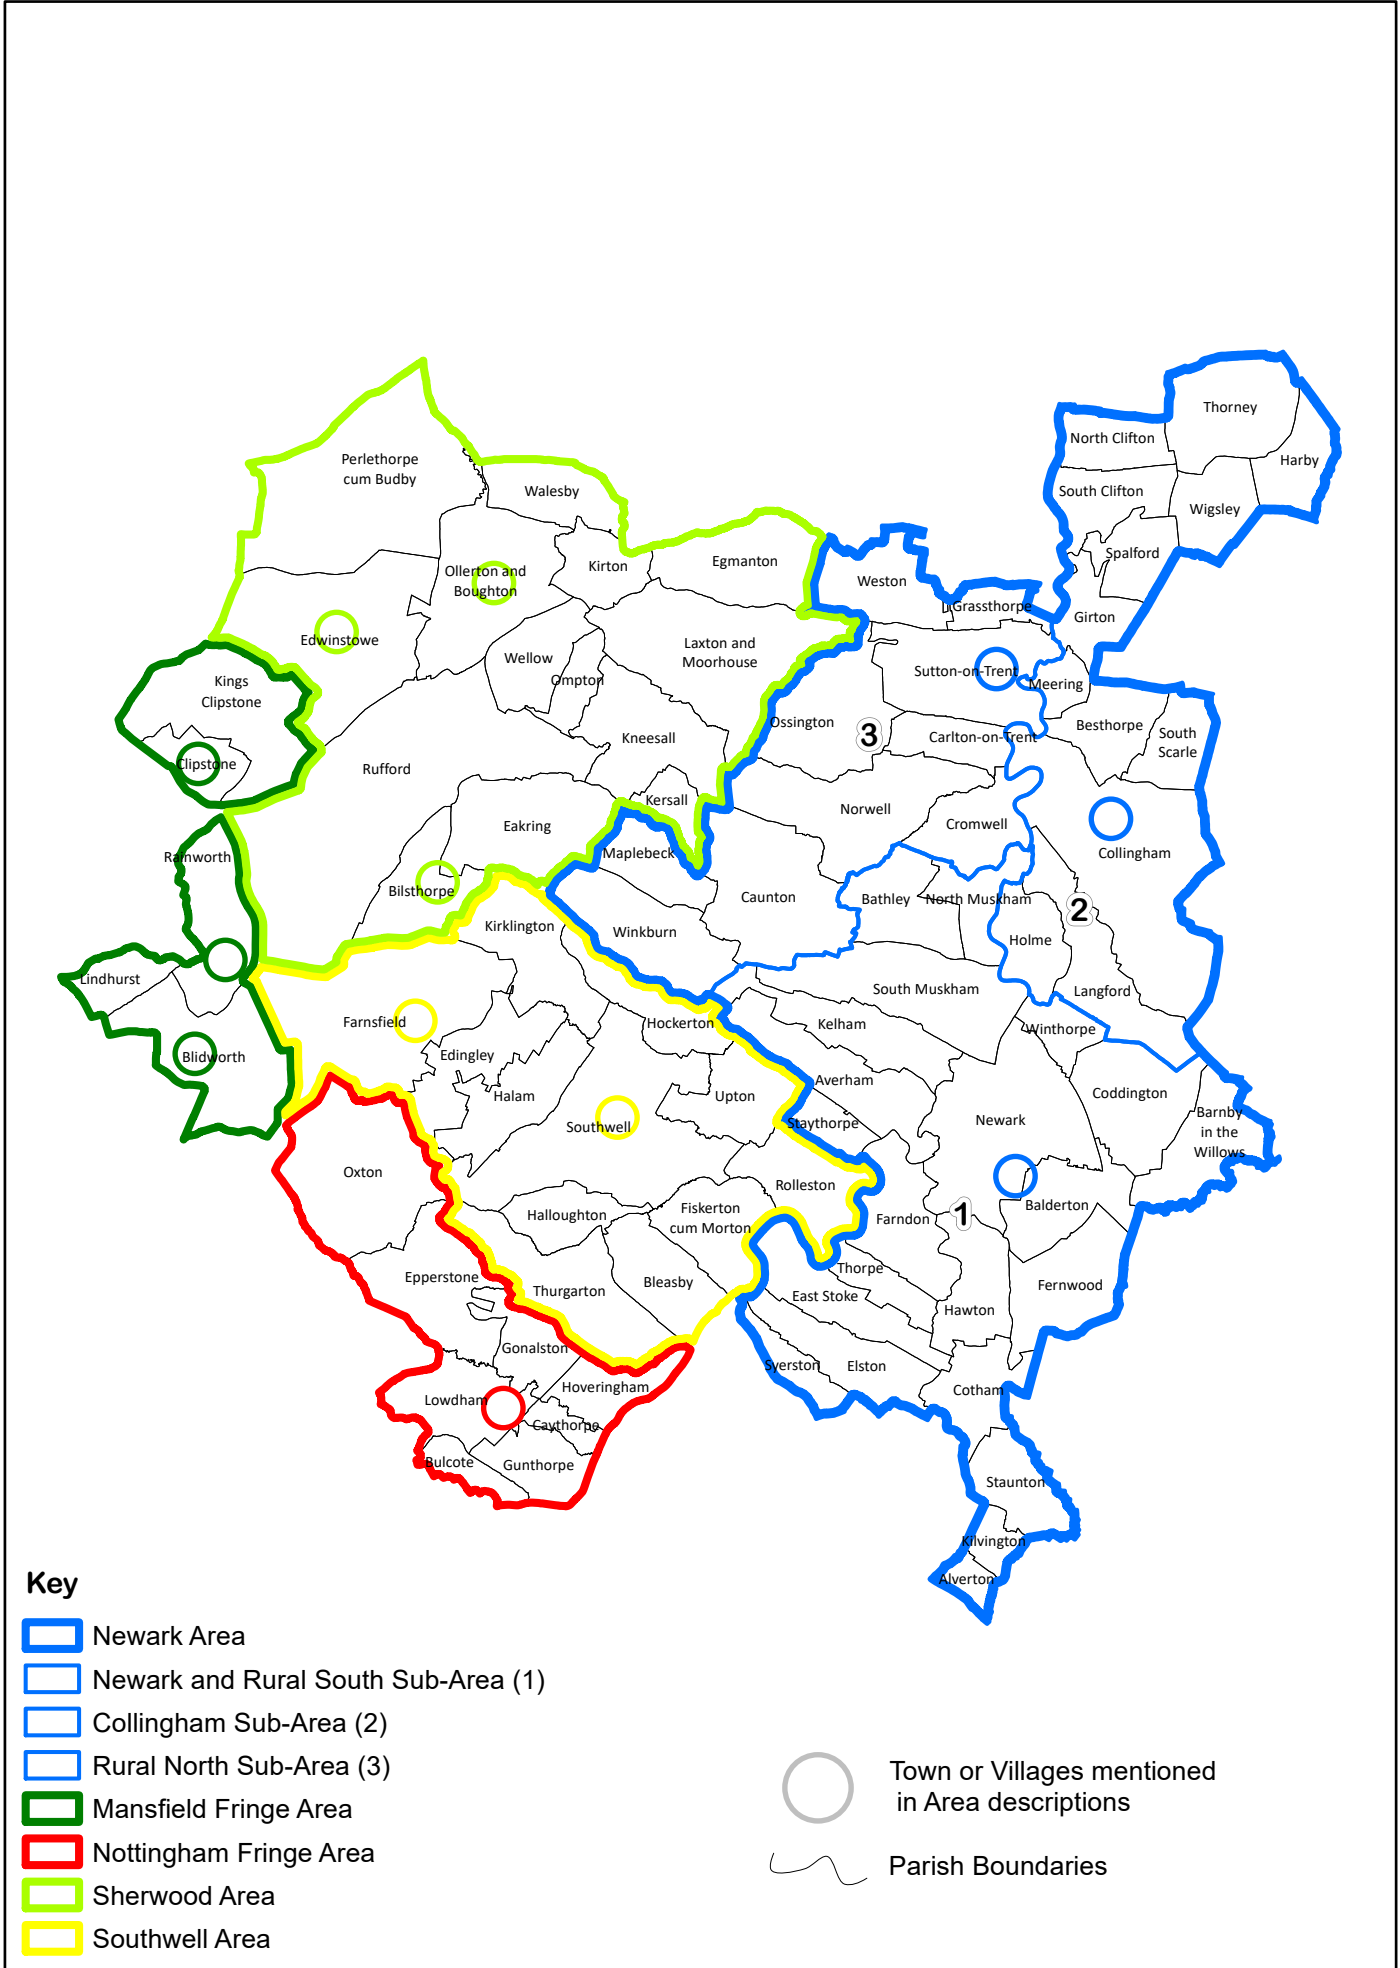 Thorney
North Clifton
Harby
Perlethorpe
cum Budby
South Clifton
Walesby
Wigsley
Spalford
Egmanton
Kirton
Ollerton and
Boughton
Weston
Grassthorpe
Girton
Edwinstowe
Laxton and
Moorhouse
Wellow
Ompton
Sutton-on-Trent
Meering
Kings
Clipstone
Ossington
3
Besthorpe
South
Scarle
Kneesall
Carlton-on-Trent
Clipstone
Rufford
Kersall
Norwell
Cromwell
Eakring
Maplebeck
Collingham
Rainworth
Bilsthorpe
Caunton
Bathley
North Muskham
2
Kirklington
Winkburn
Holme
Lindhurst
South Muskham
Langford
Farnsfield
Hockerton
Kelham
Winthorpe
Blidworth
Edingley
Averham
Halam
Upton
Coddington
Southwell
Staythorpe
Newark
Barnby
in the
Willows
Oxton
Rolleston
Halloughton
Fiskerton
cum Morton
Farndon
1
Balderton
Epperstone
Thurgarton
Bleasby
Thorpe
East Stoke
Fernwood
Hawton
Gonalston
Syerston
Elston
Hoveringham
Cotham
Lowdham
Caythorpe
Bulcote
Gunthorpe
Staunton
Kilvington
Alverton
Key
Newark Area
Newark and Rural South Sub-Area (1)
Collingham Sub-Area (2)
Rural North Sub-Area (3)
Mansfield Fringe Area
Nottingham Fringe Area
Sherwood Area
Southwell Area
Town or Villages mentioned
in Area descriptions
Parish Boundaries